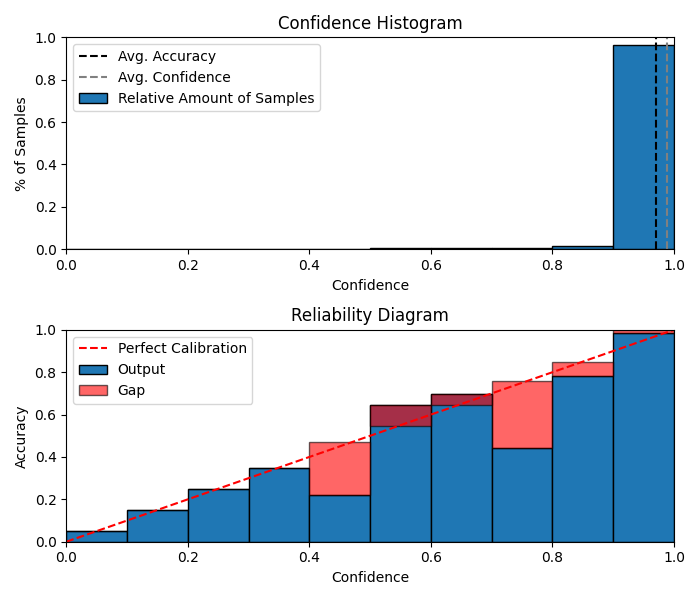 Confidence Histogram
1.0
0.8
0.6
0.4
0.2
0.0
% of Samples
Avg. Accuracy
Avg. Confidence
Relative Amount of Samples
0.0 0.2 0.4 0.6 0.8 1.0
Confidence
Reliability Diagram
1.0
0.8
0.6
0.4
0.2
0.0
Accuracy
Perfect Calibration
Output
Gap
0.0 0.2 0.4 0.6 0.8 1.0
Confidence